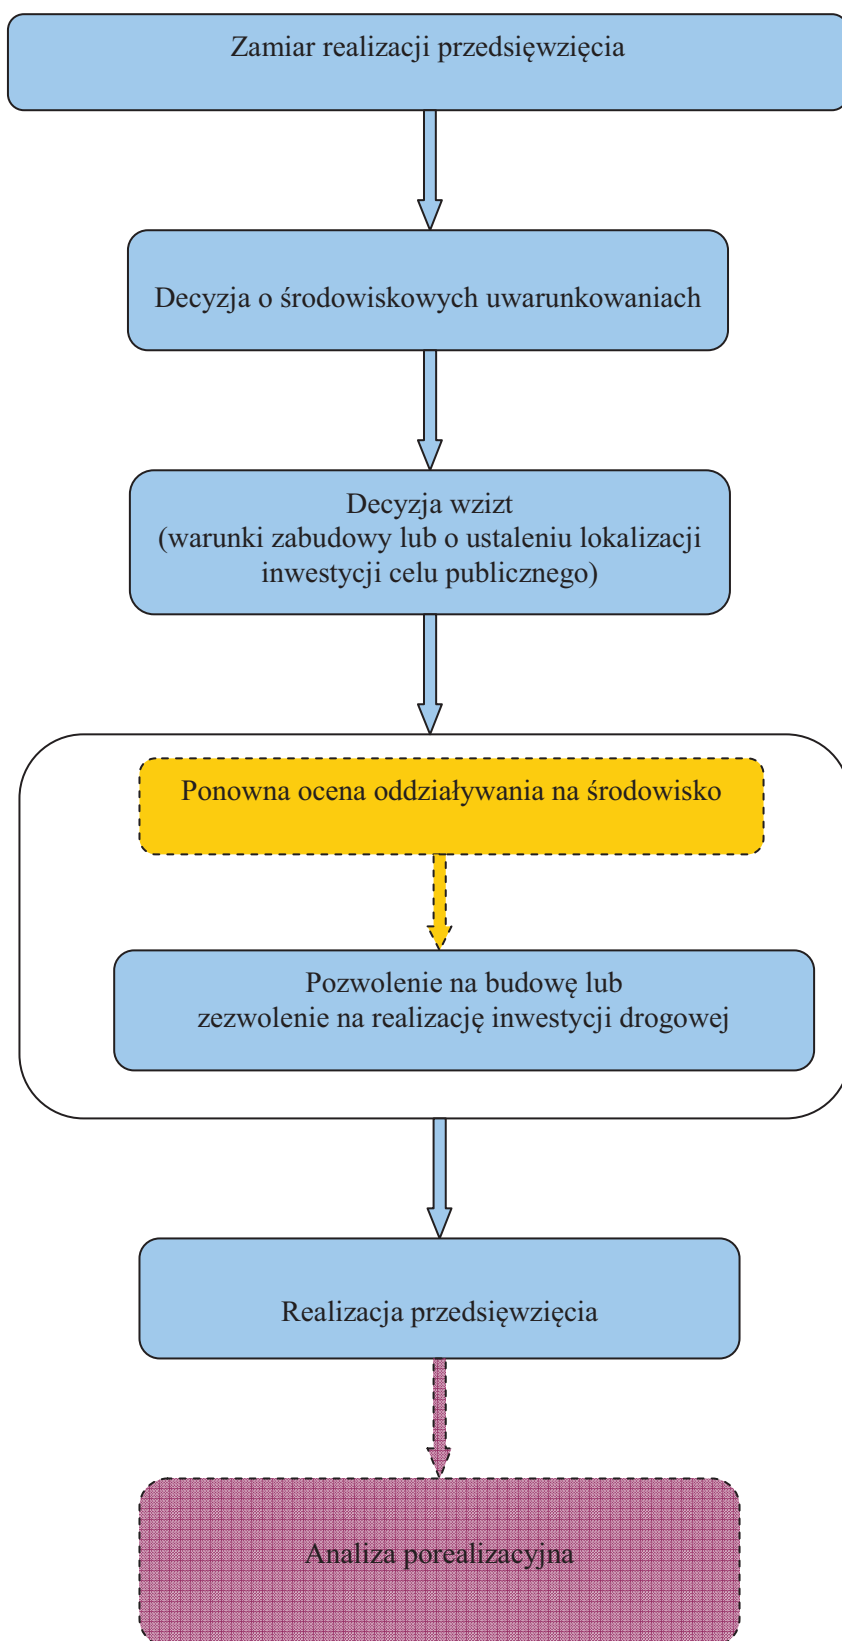 Zamiar realizacji przedsięwzięcia
Decyzja o środowiskowych uwarunkowaniach
Decyzja wzizt
(warunki zabudowy lub o ustaleniu lokalizacji
inwestycji celu publicznego)
Ponowna ocena oddziaływania na środowisko
Pozwolenie na budowę lub
zezwolenie na realizację inwestycji drogowej
Realizacja przedsięwzięcia
Analiza porealizacyjna